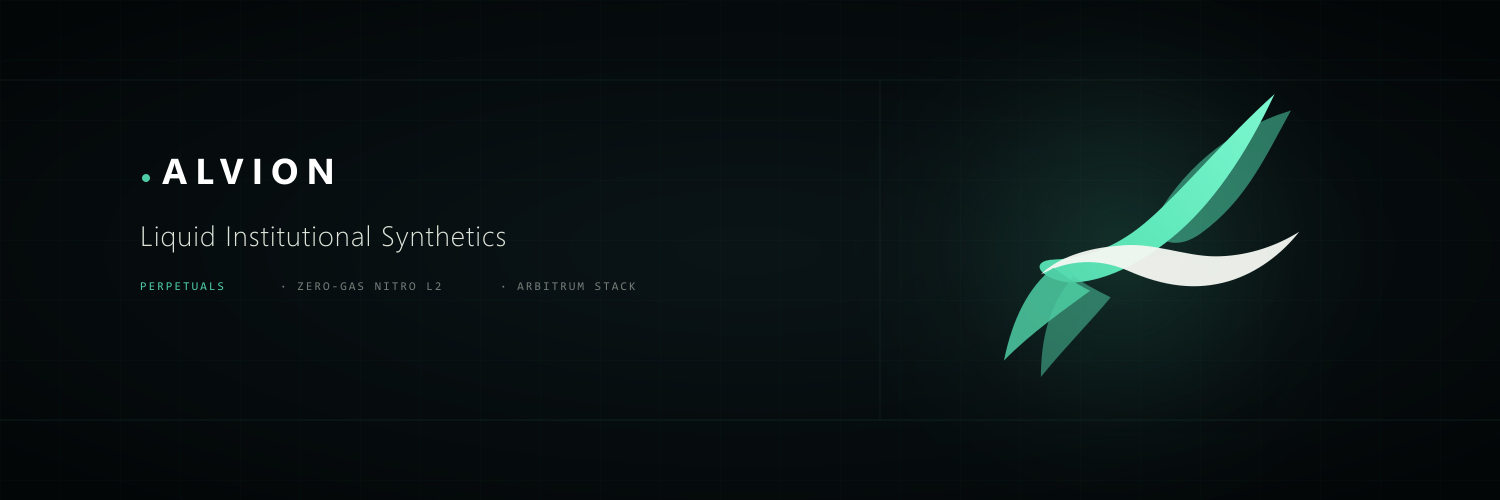 ALVION
Liquid Institutional Synthetics
PERPETUALS · ZERO-GAS NITRO L2 · ARBITRUM STACK